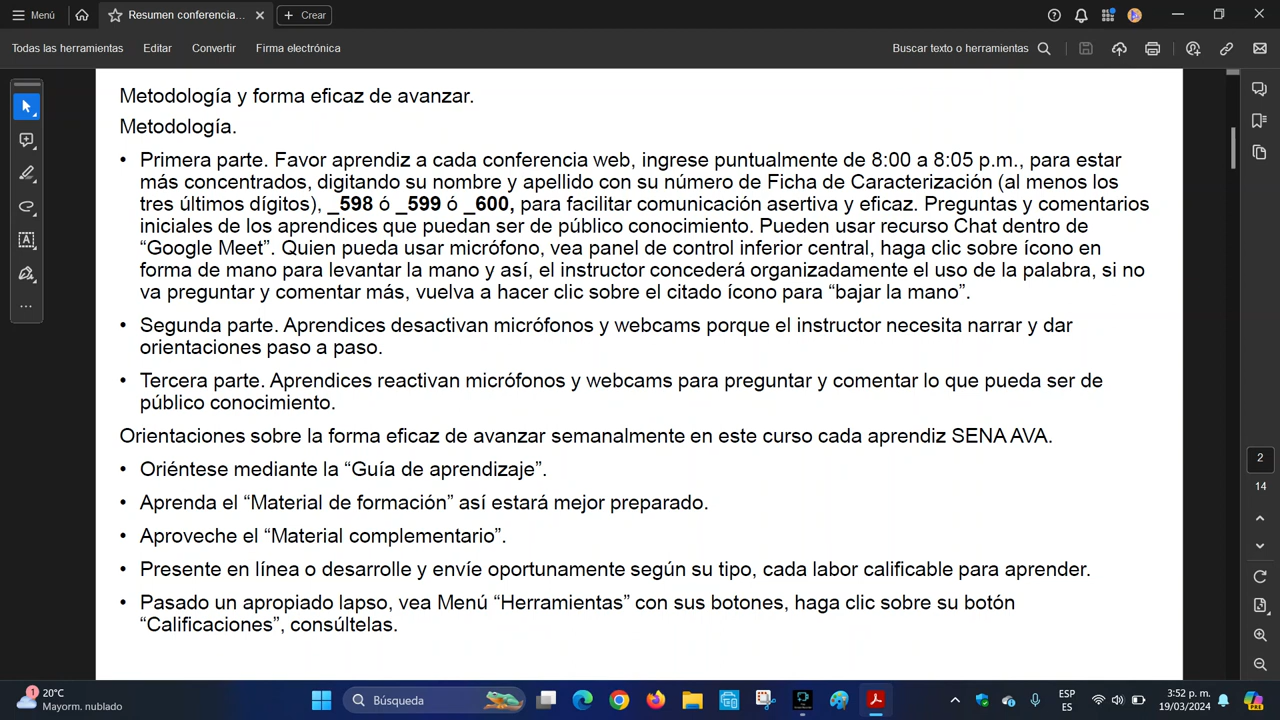 Menú
Resumen conferencia...
Crear
Todas las herramientas
Editar
Convertir
Firma electrónica
Buscar texto o herramientas
Metodología y forma eficaz de avanzar.
Metodología.
• Primera parte. Favor aprendiz a cada conferencia web, ingrese puntualmente de 8:00 a 8:05 p.m., para estar
más concentrados, digitando su nombre y apellido con su número de Ficha de Caracterización (al menos los
tres últimos dígitos), _598 ó _599 ó _600, para facilitar comunicación asertiva y eficaz. Preguntas y comentarios
iniciales de los aprendices que puedan ser de público conocimiento. Pueden usar recurso Chat dentro de
“Google Meet”. Quien pueda usar micrófono, vea panel de control inferior central, haga clic sobre ícono en
forma de mano para levantar la mano y así, el instructor concederá organizadamente el uso de la palabra, si no
va preguntar y comentar más, vuelva a hacer clic sobre el citado ícono para “bajar la mano”.
• Segunda parte. Aprendices desactivan micrófonos y webcams porque el instructor necesita narrar y dar
orientaciones paso a paso.
• Tercera parte. Aprendices reactivan micrófonos y webcams para preguntar y comentar lo que pueda ser de
público conocimiento.
Orientaciones sobre la forma eficaz de avanzar semanalmente en este curso cada aprendiz SENA AVA.
• Oriéntese mediante la “Guía de aprendizaje”.
• Aprenda el “Material de formación” así estará mejor preparado.
• Aproveche el “Material complementario”.
• Presente en línea o desarrolle y envíe oportunamente según su tipo, cada labor calificable para aprender.
• Pasado un apropiado lapso, vea Menú “Herramientas” con sus botones, haga clic sobre su botón
“Calificaciones”, consúltelas.
2
14
1
20°C
Mayorm. nublado
Búsqueda
ESP
ES
3:52 p. m.
19/03/2024